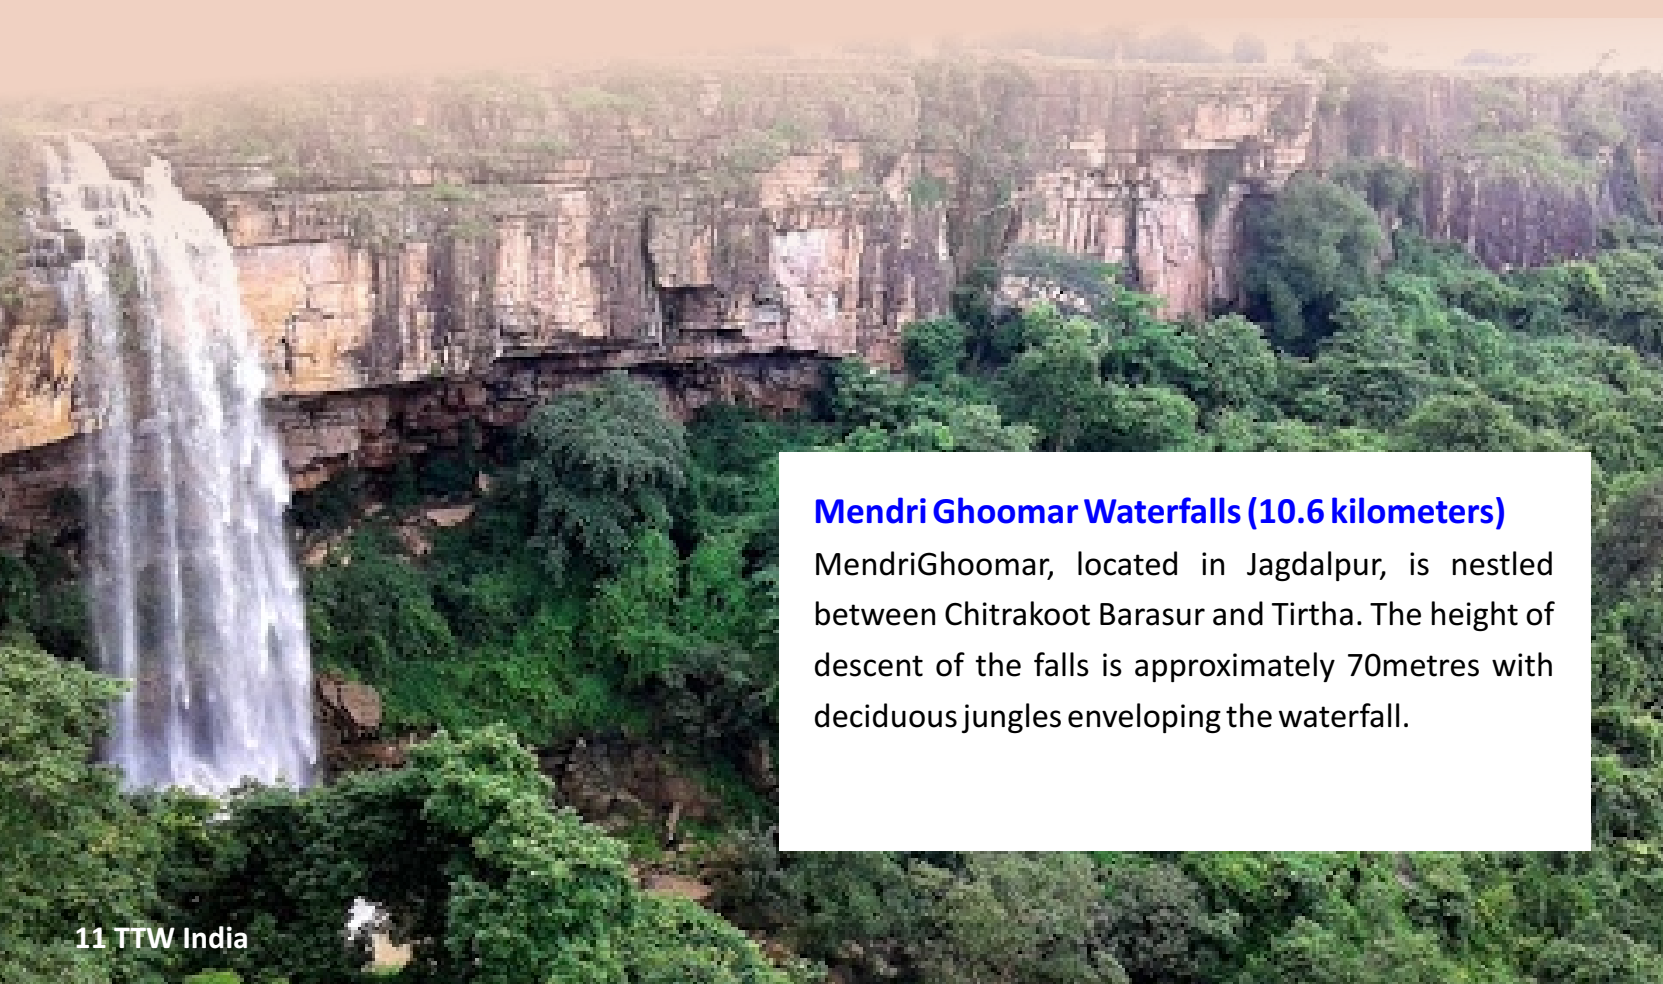 Mendri Ghoomar Waterfalls (10.6 kilometers)
MendriGhoomar, located in Jagdalpur, is nestled
between Chitrakoot Barasur and Tirtha. The height of
descent of the falls is approximately 70metres with
deciduous jungles enveloping the waterfall.
11 TTW India